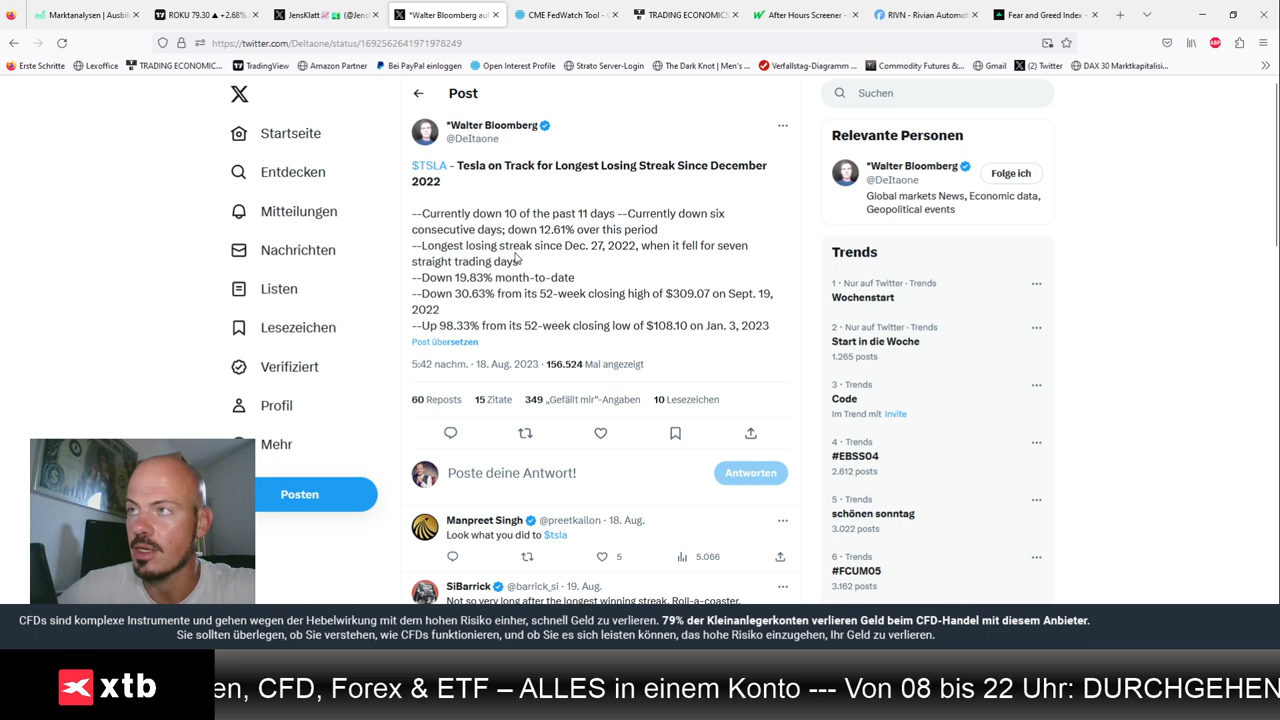 Marktanalysen | Ausbil
ROKU 79.30 ▲ +2.68%
JensKlatt
(@JensI
*Walter Bloomberg auf
CME FedWatch Tool - C
TRADING ECONOMICS
After Hours Screener -
RIVN - Rivian Automot
Fear and Greed Index -
https://twitter.com/DeItaone/status/1692562641971978249
Erste Schritte
Lexoffice
TRADING ECONOMIC...
TradingView
Amazon Partner
Bei PayPal einloggen
Open Interest Profile
Strato Server-Login
The Dark Knot | Men's ...
Verfallstag-Diagramm ...
Commodity Futures &...
Gmail
(2) Twitter
DAX 30 Marktkapitalisi...
Startseite
Entdecken
Mitteilungen
Nachrichten
Listen
Lesezeichen
Verifiziert
Profil
Mehr
Posten
Post
*Walter Bloomberg
@DeItaone
$TSLA - Tesla on Track for Longest Losing Streak Since December
2022
--Currently down 10 of the past 11 days --Currently down six
consecutive days; down 12.61% over this period
--Longest losing streak since Dec. 27, 2022, when it fell for seven
straight trading days
--Down 19.83% month-to-date
--Down 30.63% from its 52-week closing high of $309.07 on Sept. 19,
2022
--Up 98.33% from its 52-week closing low of $108.10 on Jan. 3, 2023
Post übersetzen
5:42 nachm. · 18. Aug. 2023 · 156.524 Mal angezeigt
60 Reposts 15 Zitate 349 „Gefällt mir"-Angaben 10 Lesezeichen
Poste deine Antwort!
Antworten
Manpreet Singh @preetkailon · 18. Aug.
Look what you did to $tsla
5
5.066
SiBarrick @barrick_si · 19. Aug.
Not so very long after the longest winning streak. Roll-a-coaster.
Suchen
Relevante Personen
*Walter Bloomberg
@DeItaone
Folge ich
Global markets News, Economic data,
Geopolitical events
Trends
1 · Nur auf Twitter · Trends
Wochenstart
2 · Nur auf Twitter · Trends
Start in die Woche
1.265 posts
3 · Trends
Code
Im Trend mit Invite
4 · Trends
#EBSS04
2.612 posts
5 · Trends
schönen sonntag
3.022 posts
6 · Trends
#FCUM05
3.162 posts
CFDs sind komplexe Instrumente und gehen wegen der Hebelwirkung mit dem hohen Risiko einher, schnell Geld zu verlieren. 79% der Kleinanlegerkonten verlieren Geld beim CFD-Handel mit diesem Anbieter.
Sie sollten überlegen, ob Sie verstehen, wie CFDs funktionieren, und ob Sie es sich leisten können, das hohe Risiko einzugehen, Ihr Geld zu verlieren.
xtb
en, CFD, Forex & ETF – ALLES in einem Konto --- Von 08 bis 22 Uhr: DURCHGEHEN